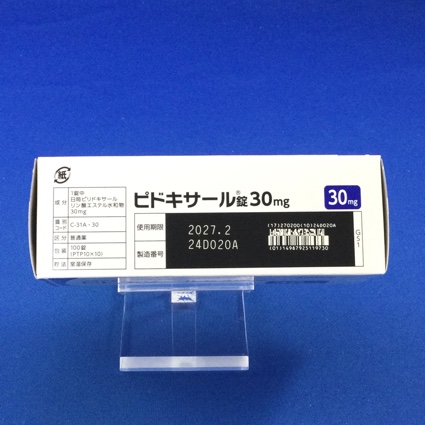 紙
成分
1錠中
日局ピリドキサール
リン酸エステル水和物
30mg
識別
コード
C-31A・30
区分
普通薬
包装
100錠
(PTP10×10)
貯法
室温保存
ピドキサール®錠30mg
30mg
使用期限
2027.2
製造番号
24D020A
(17)270200(10)24D020A
(01)14987925119730
GS1